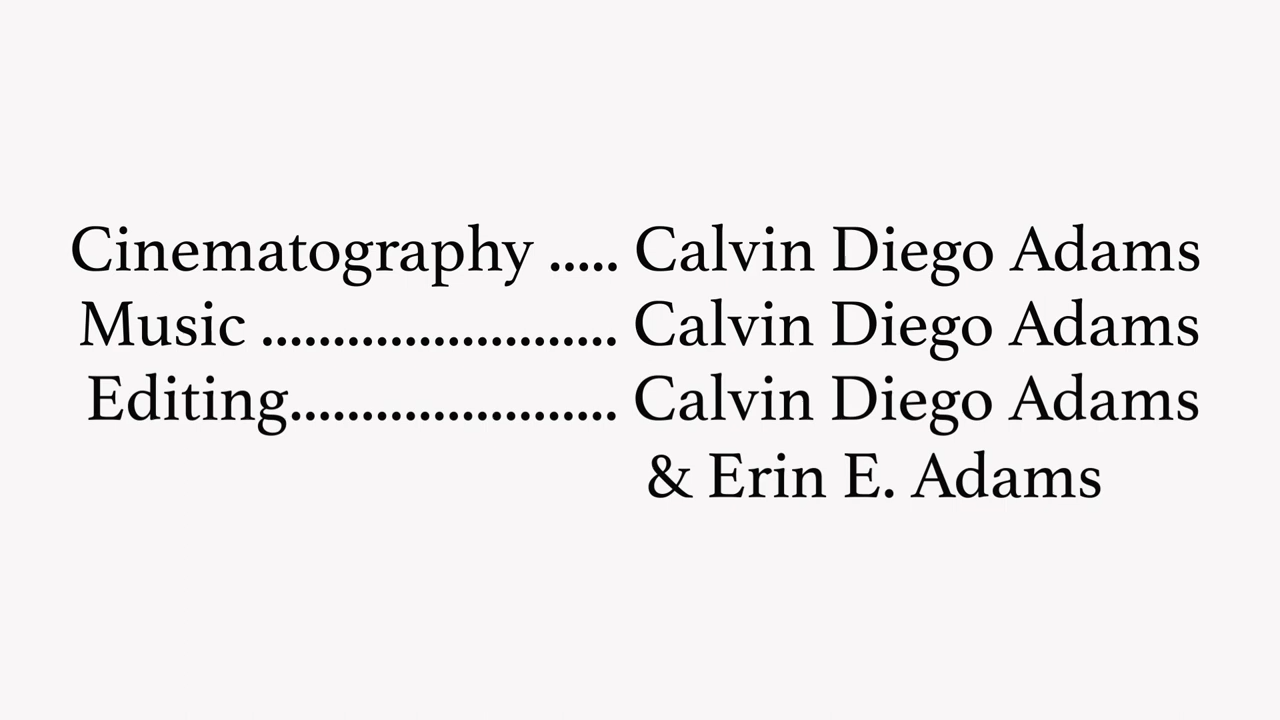 Cinematography ..... Calvin Diego Adams
Music ......................... Calvin Diego Adams
Editing....................... Calvin Diego Adams
& Erin E. Adams